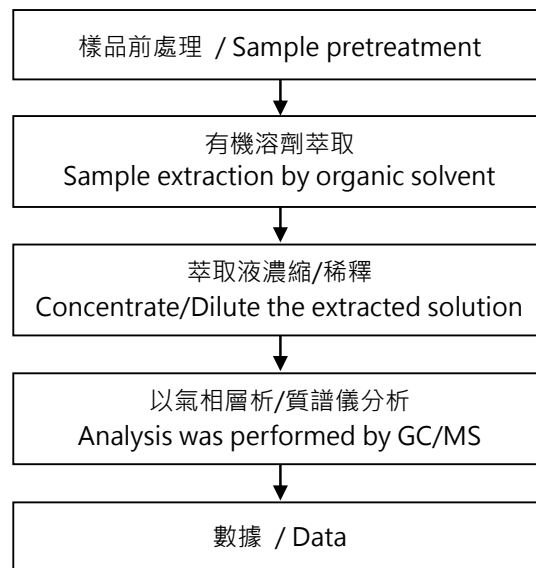 樣品前處理 / Sample pretreatment
有機溶劑萃取
Sample extraction by organic solvent
萃取液濃縮/稀釋
Concentrate/Dilute the extracted solution
以氣相層析/質譜儀分析
Analysis was performed by GC/MS
數據 / Data